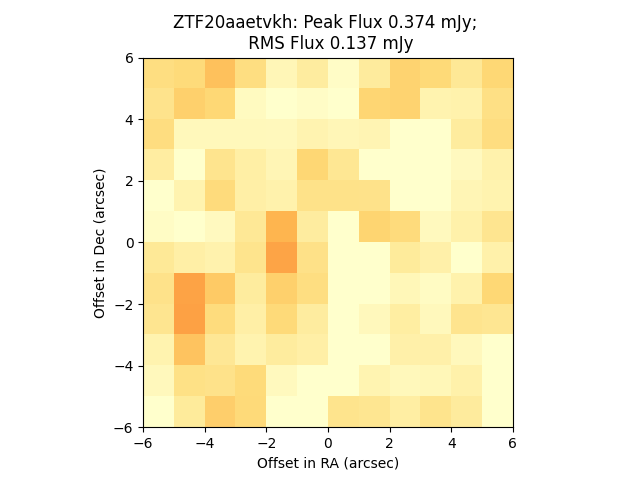 ZTF20aaetvkh: Peak Flux 0.374 mJy;
RMS Flux 0.137 mJy
6
4
2
0
−2
−4
−6
Offset in Dec (arcsec)
−6 −4 −2 0 2 4 6
Offset in RA (arcsec)